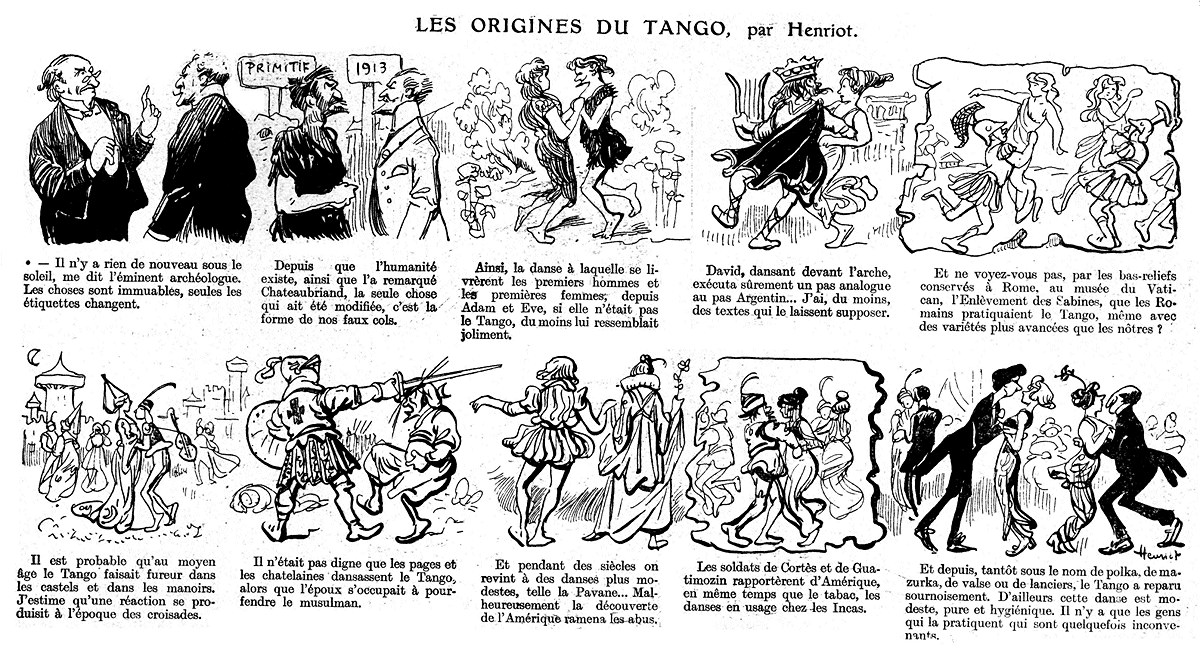 LES ORIGINES DU TANGO, par Henriot.
PRIMITIF
1913
• — Il n'y a rien de nouveau sous le
soleil, me dit l'éminent archéologue.
Les choses sont immuables, seules les
étiquettes changent.
Depuis que l'humanité
existe, ainsi que l'a remarqué
Chateaubriand, la seule chose
qui ait été modifiée, c'est la
forme de nos faux cols.
Ainsi, la danse à laquelle se li-
vrèrent les premiers hommes et
les premières femmes, depuis
Adam et Eve, si elle n'était pas
le Tango, du moins lui ressemblait
joliment.
David, dansant devant l'arche,
exécuta sûrement un pas analogue
au pas Argentin... J'ai, du moins,
des textes qui le laissent supposer.
Et ne voyez-vous pas, par les bas-reliefs
conservés à Rome, au musée du Vati-
can, l'Enlèvement des Sabines, que les Ro-
mains pratiquaient le Tango, même avec
des variétés plus avancées que les nôtres ?
Il est probable qu'au moyen
âge le Tango faisait fureur dans
les castels et dans les manoirs.
J'estime qu'une réaction se pro-
duisit à l'époque des croisades.
Il n'était pas digne que les pages et
les chatelaines dansassent le Tango,
alors que l'époux s'occupait à pour-
fendre le musulman.
Et pendant des siècles on
revint à des danses plus mo-
destes, telle la Pavane... Mal-
heureusement la découverte
de l'Amérique ramena les abus.
Les soldats de Cortès et de Gua-
timozin rapportèrent d'Amérique,
en même temps que le tabac, les
danses en usage chez les Incas.
Henriot
Et depuis, tantôt sous le nom de polka, de ma-
zurka, de valse ou de lanciers, le Tango a reparu
sournoisement. D'ailleurs cette danse est mo-
deste, pure et hygiénique. Il n'y a que les gens
qui la pratiquent qui sont quelquefois inconve-
nants.